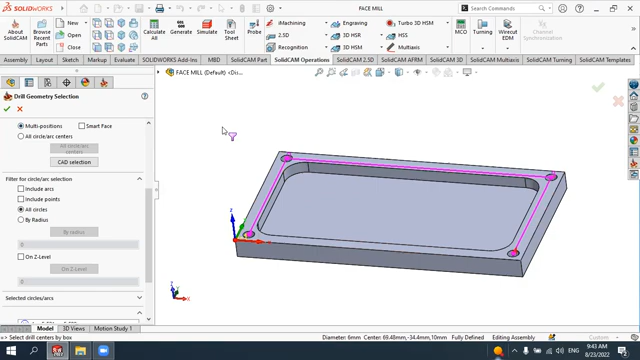 SOLIDWORKS
FACE MILL
Search Commands
About SolidCAM
Browse Recent Parts
New
Open
Close
Calculate All
Generate
Simulate
Tool Sheet
Probe
iMachining
2.5D
Recognition
Engraving
3D HSR
3D HSM
Turbo 3D HSM
HSS
Multiaxis
MCO
Turning
Wirecut EDM
Change Channel
Assembly
Layout
Sketch
Markup
Evaluate
SOLIDWORKS Add-Ins
MBD
SolidCAM Part
SolidCAM Operations
SolidCAM 2.5D
SolidCAM AFRM
SolidCAM 3D
SolidCAM Multiaxis
SolidCAM Turning
SolidCAM Templates
FACE MILL (Default) <Dis...
Drill Geometry Selection
Multi-positions
Smart Face
All circle/arc centers
All circle/arc centers
CAD selection
Filter for circle/arc selection
Include arcs
Include points
All circles
By Radius
By radius
0
On Z-Level
On Z-Level
0
Selected circles/arcs
z
Z
X
Model
3D Views
Motion Study 1
Select drill centers by box
Diameter: 6mm
Center: 69.48mm,-34.4mm,10mm
Fully Defined
Editing Assembly
Custom
9:43 AM
ENG
8/23/2022